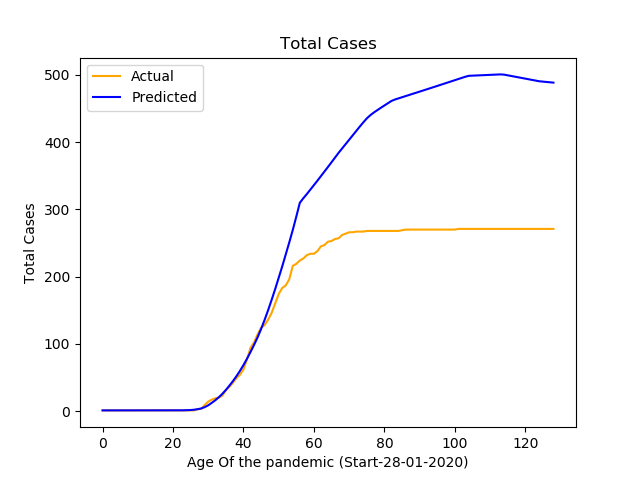 Total Cases
Actual
Predicted
Total Cases
500
400
300
200
100
0
0 20 40 60 80 100 120
Age Of the pandemic (Start-28-01-2020)